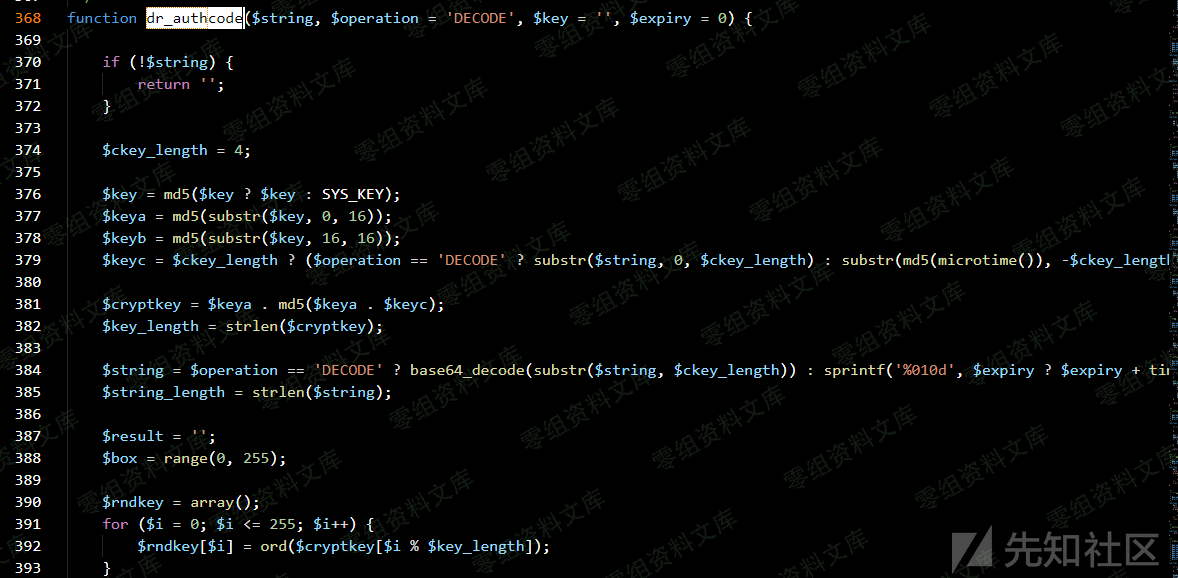 368 function dr_authcode($string, $operation = 'DECODE', $key = '', $expiry = 0) {
369
370 if (!$string) {
371 return '';
372 }
373
374 $ckey_length = 4;
375
376 $key = md5($key ? $key : SYS_KEY);
377 $keya = md5(substr($key, 0, 16));
378 $keyb = md5(substr($key, 16, 16));
379 $keyc = $ckey_length ? ($operation == 'DECODE' ? substr($string, 0, $ckey_length) : substr(md5(microtime()), -$ckey_length
380
381 $cryptkey = $keya . md5($keya . $keyc);
382 $key_length = strlen($cryptkey);
383
384 $string = $operation == 'DECODE' ? base64_decode(substr($string, $ckey_length)) : sprintf('%010d', $expiry ? $expiry + ti
385 $string_length = strlen($string);
386
387 $result = '';
388 $box = range(0, 255);
389
390 $rndkey = array();
391 for ($i = 0; $i <= 255; $i++) {
392 $rndkey[$i] = ord($cryptkey[$i % $key_length]);
393 }
零组资料文库
先知社区